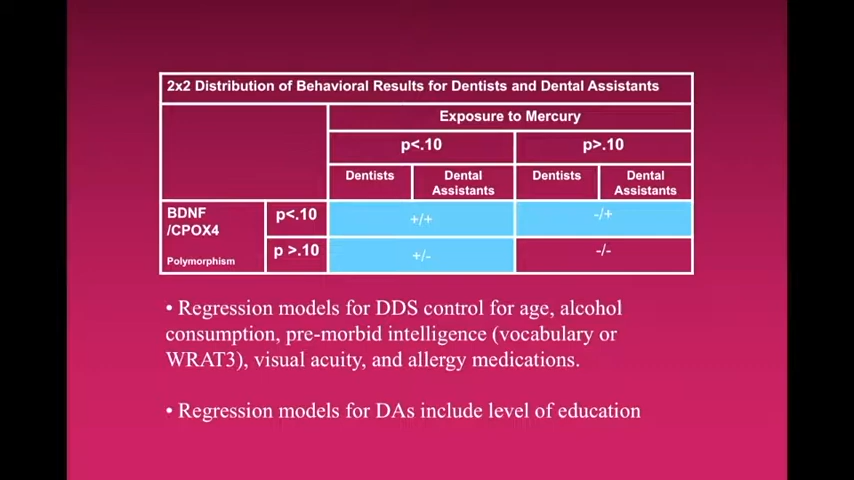 2x2 Distribution of Behavioral Results for Dentists and Dental Assistants
Exposure to Mercury
p<.10 p>.10
Dentists Dental Assistants Dentists Dental Assistants
BDNF /CPOX4 Polymorphism
p<.10 +/+ -/+
p >.10 +/- -/-
• Regression models for DDS control for age, alcohol
consumption, pre-morbid intelligence (vocabulary or
WRAT3), visual acuity, and allergy medications.
• Regression models for DAs include level of education